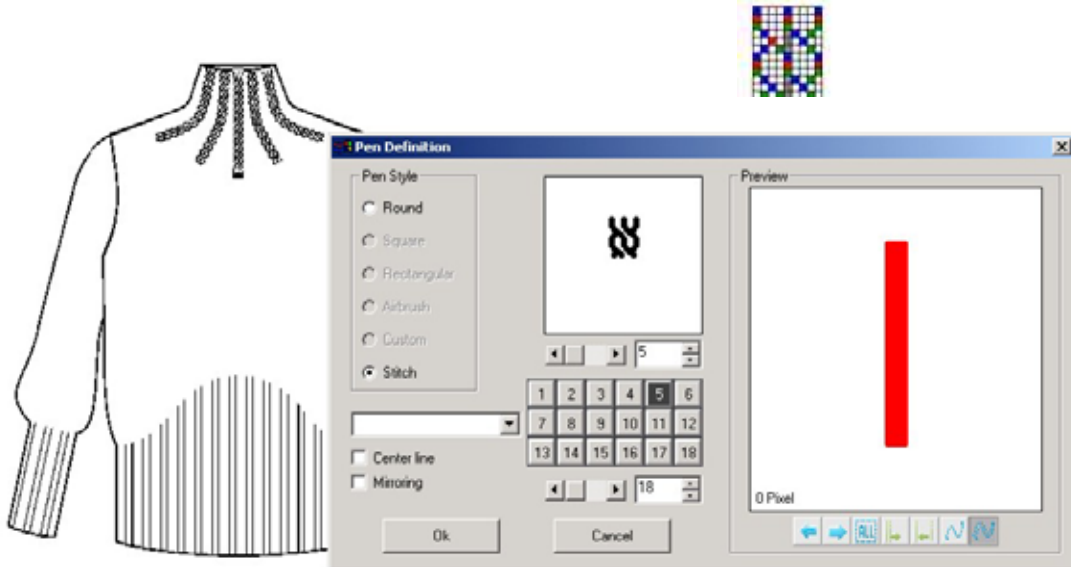 Pen Definition
Pen Style
Round
Square
Rectangular
Airbrush
Custom
Stitch
Center line
Mirroring
Ok
5
1 2 3 4 5 6
7 8 9 10 11 12
13 14 15 16 17 18
18
Cancel
Preview
0 Pixel
ALL